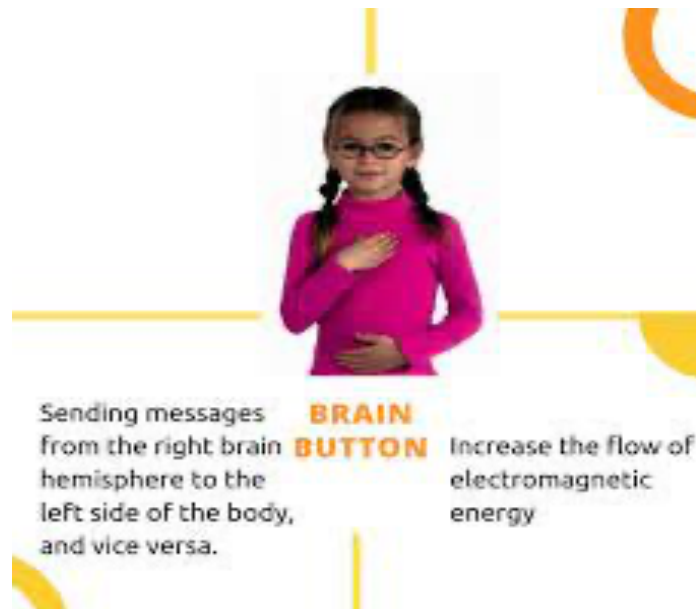 Sending messages
from the right brain
hemisphere to the
left side of the body,
and vice versa.
BRAIN
BUTTON
Increase the flow of
electromagnetic
energy